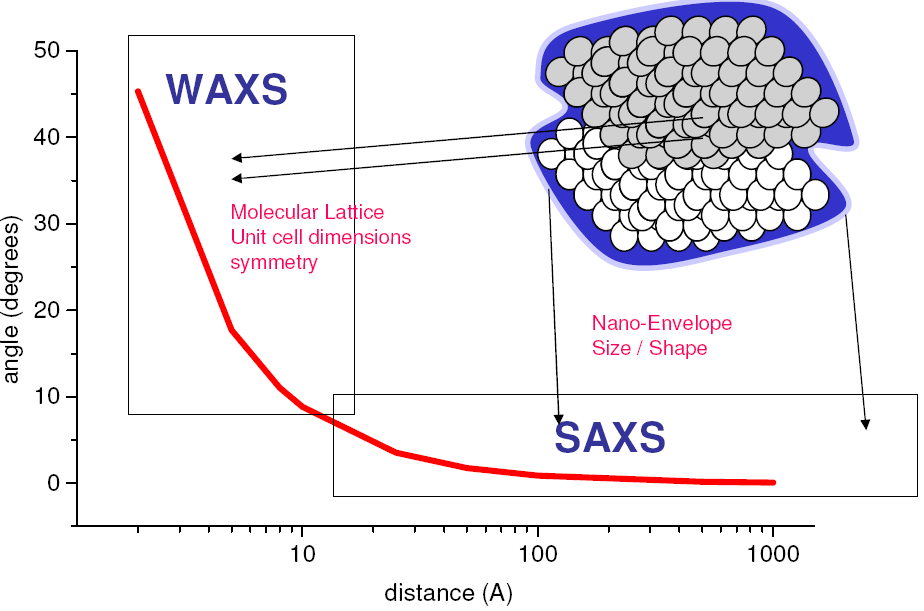 50
WAXS
40
Molecular Lattice
Unit cell dimensions
symmetry
30
angle (degrees)
20
Nano-Envelope
Size / Shape
10
SAXS
0
10
100
1000
distance (A)